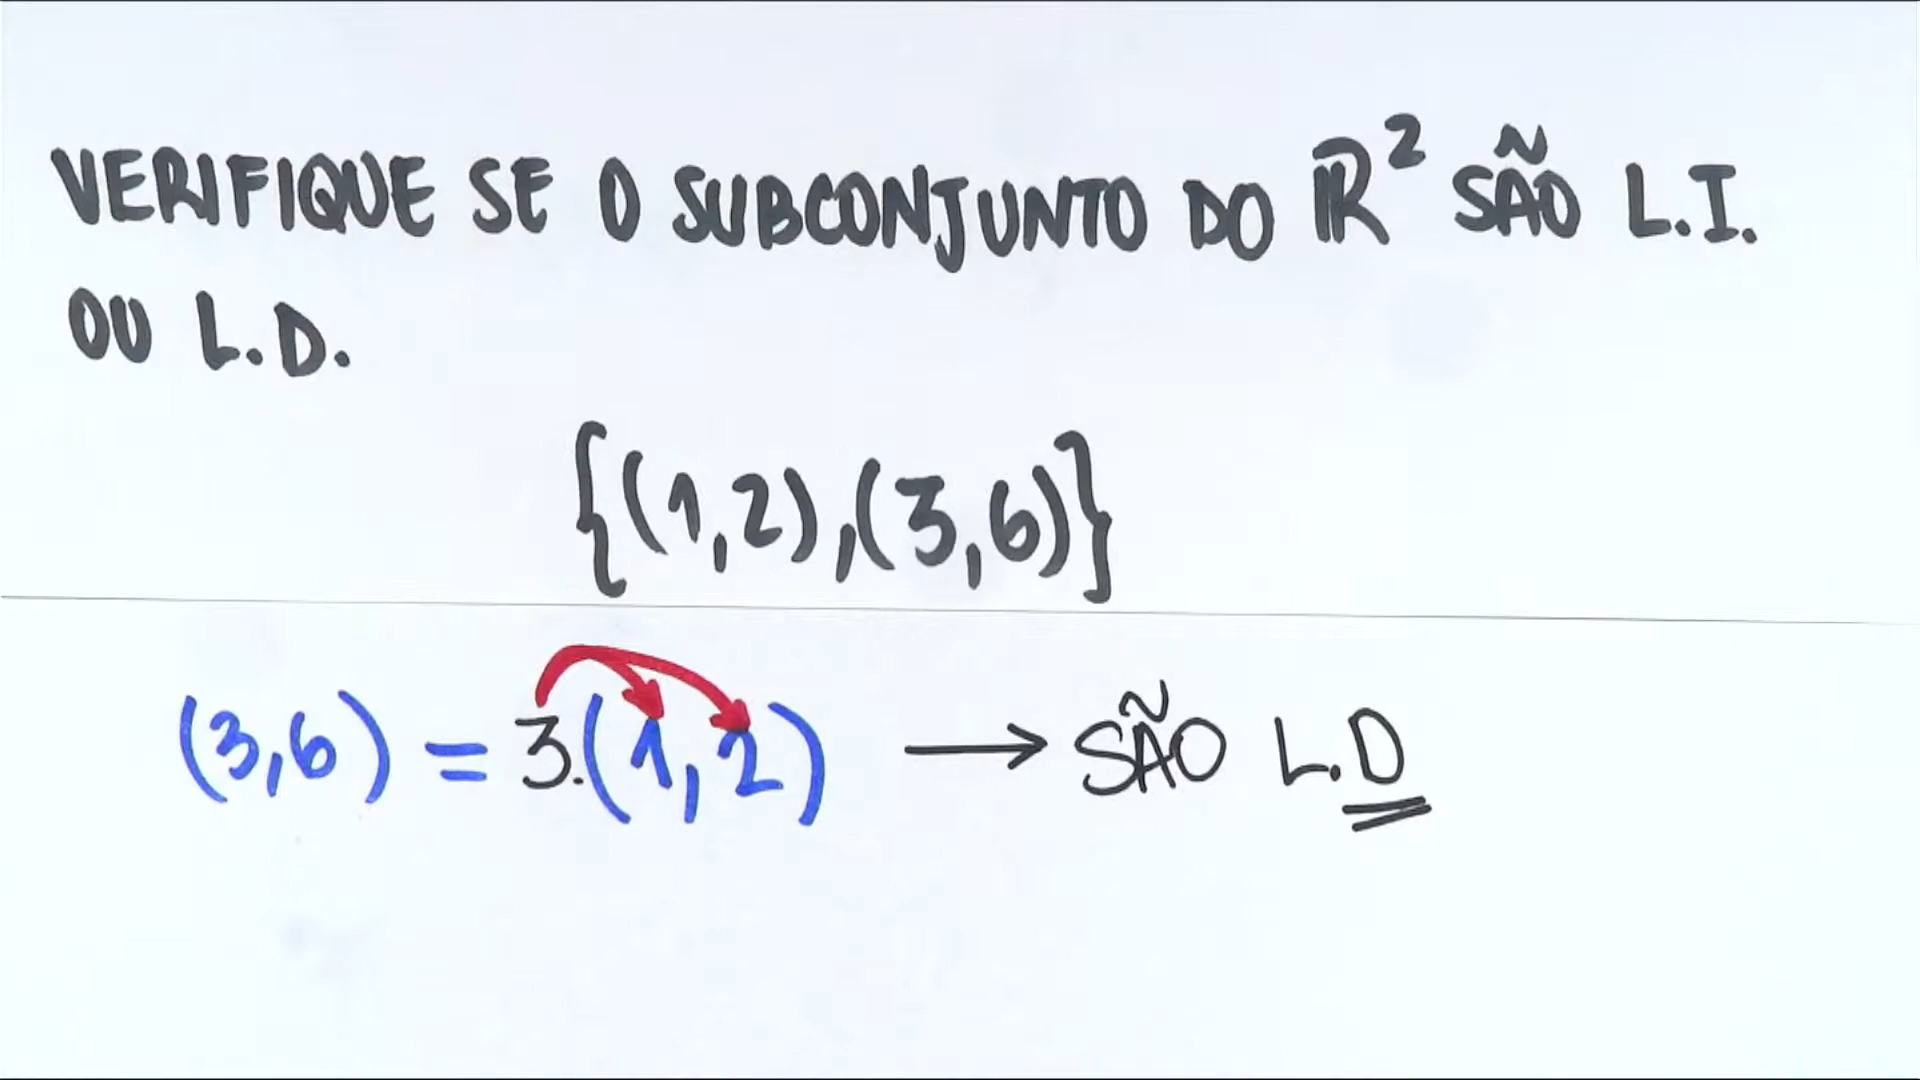 VERIFIQUE SE O SUBCONJUNTO DO ℝ² SÃO L.I.
OU L.D.
{(1,2),(3,6)}
(3,6) = 3.(1,2) → SÃO L.D